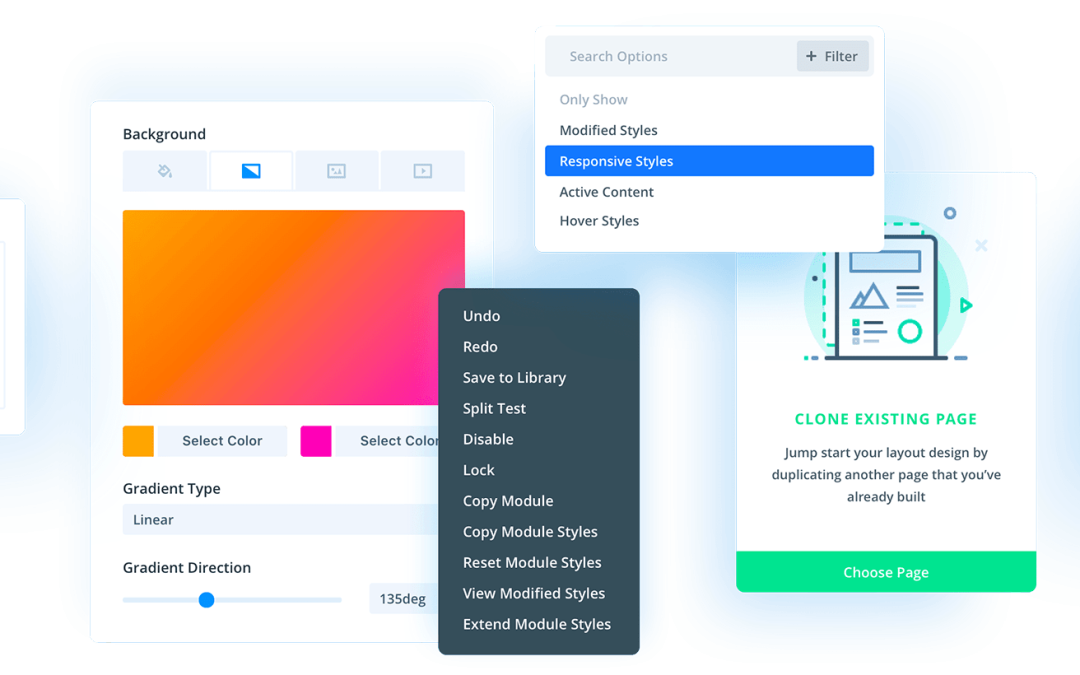 Background
Select Color
Select Color
Gradient Type
Linear
Gradient Direction
135deg
Undo
Redo
Save to Library
Split Test
Disable
Lock
Copy Module
Copy Module Styles
Reset Module Styles
View Modified Styles
Extend Module Styles
Search Options
+ Filter
Only Show
Modified Styles
Responsive Styles
Active Content
Hover Styles
CLONE EXISTING PAGE
Jump start your layout design by
duplicating another page that you’ve
already built
Choose Page